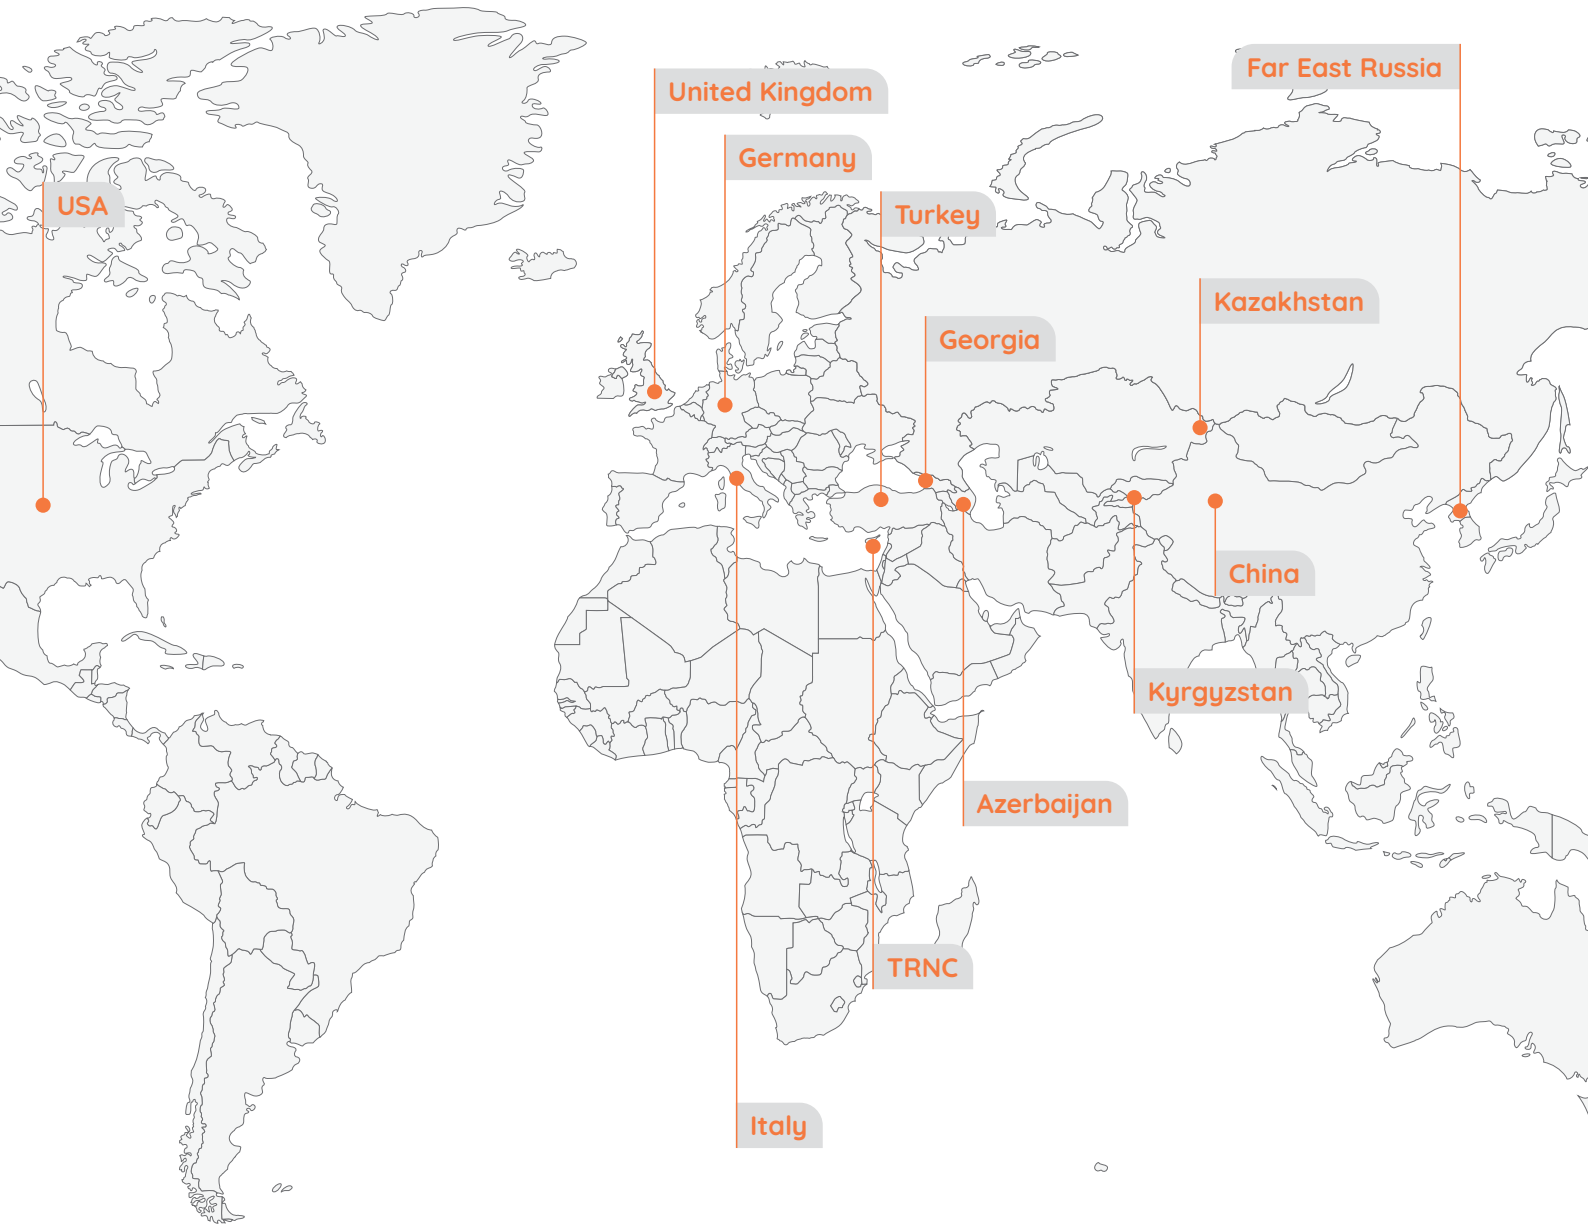 Far East Russia
United Kingdom
Germany
USA
Turkey
Kazakhstan
Georgia
China
Kyrgyzstan
Azerbaijan
TRNC
Italy